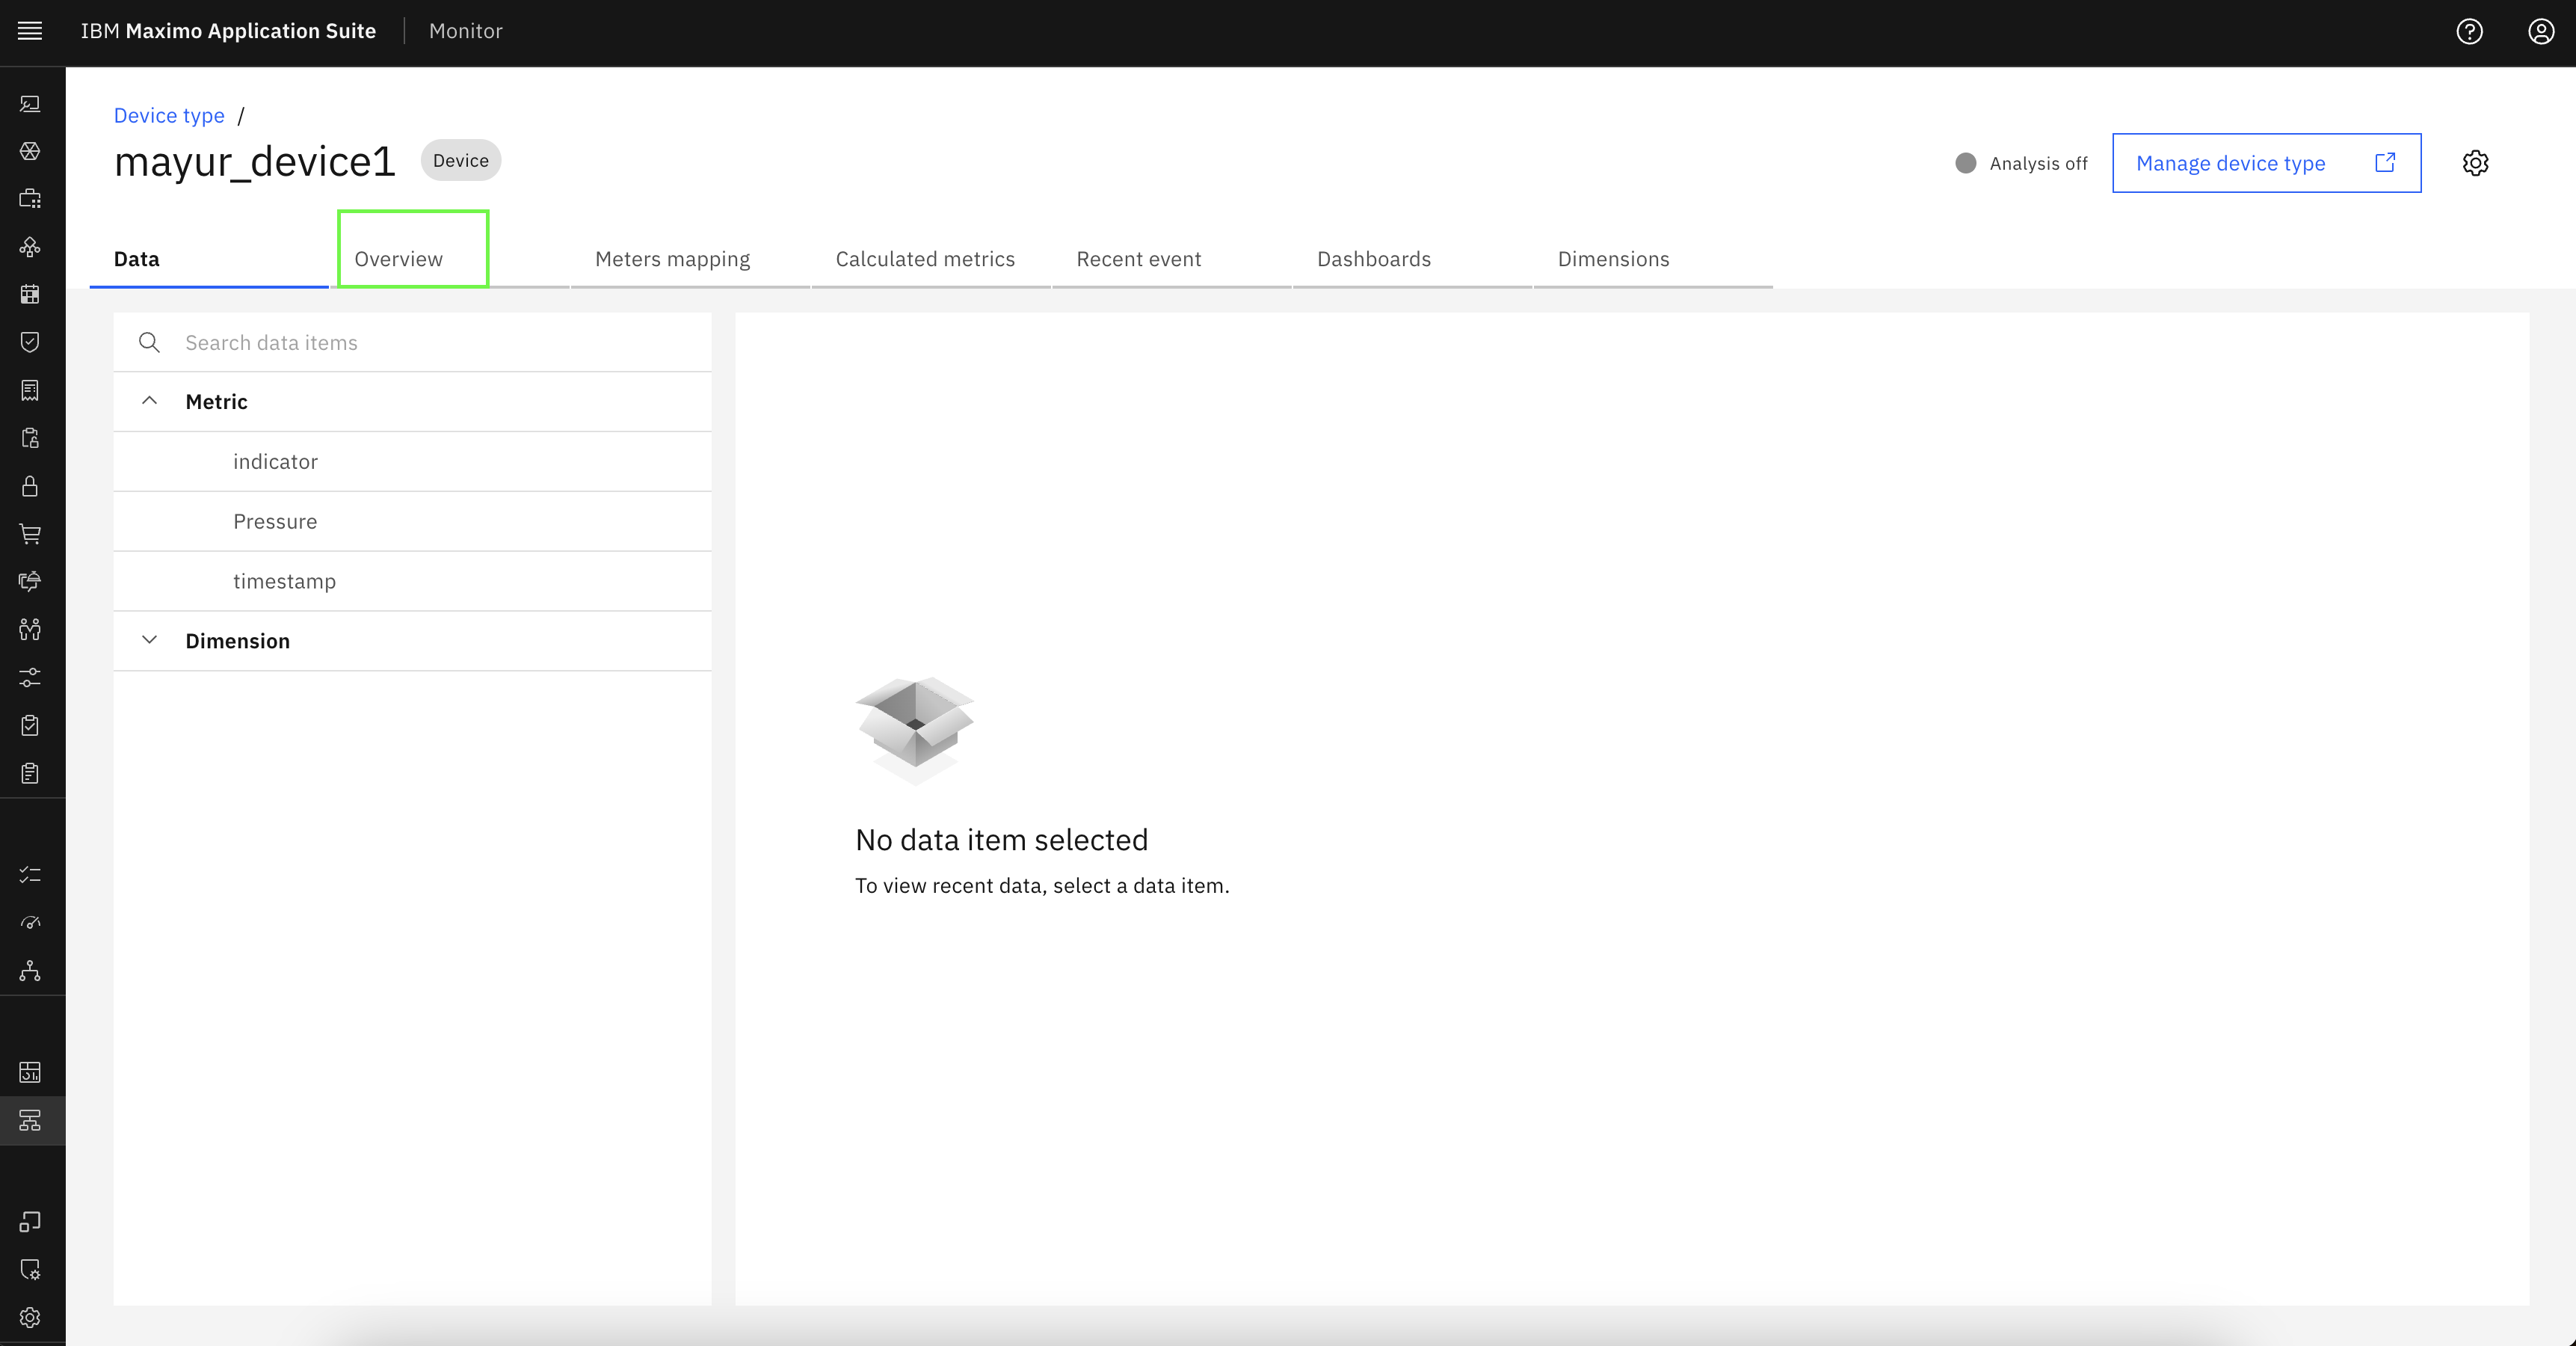 IBM Maximo Application Suite Monitor
Device type /
mayur_device1 Device
Analysis off
Manage device type
Data Overview Meters mapping Calculated metrics Recent event Dashboards Dimensions
Search data items
Metric
indicator
Pressure
timestamp
Dimension
No data item selected
To view recent data, select a data item.